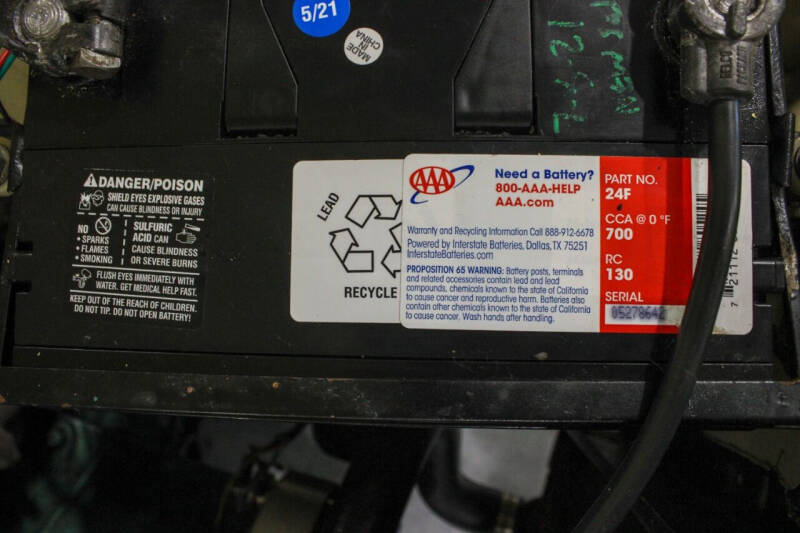 5/21
MADE
IN
CHINA
7-5-21
DANGER/POISON
SHIELD EYES EXPLOSIVE GASES
CAN CAUSE BLINDNESS OR INJURY
NO
• SPARKS
• FLAMES
• SMOKING
SULFURIC
ACID CAN
CAUSE BLINDNESS
OR SEVERE BURNS
FLUSH EYES IMMEDIATELY WITH
WATER. GET MEDICAL HELP FAST.
KEEP OUT OF THE REACH OF CHILDREN.
DO NOT TIP. DO NOT OPEN BATTERY!
LEAD
RECYCLE
AAA
Need a Battery?
800-AAA-HELP
AAA.com
Warranty and Recycling Information Call 888-912-6678
Powered by Interstate Batteries, Dallas, TX 75251
InterstateBatteries.com
PROPOSITION 65 WARNING: Battery posts, terminals
and related accessories contain lead and lead
compounds, chemicals known to the state of California
to cause cancer and reproductive harm. Batteries also
contain other chemicals known to the state of California
to cause cancer. Wash hands after handling.
PART NO.
24F
CCA @ 0 °F
700
RC
130
SERIAL
05278642
7 21112